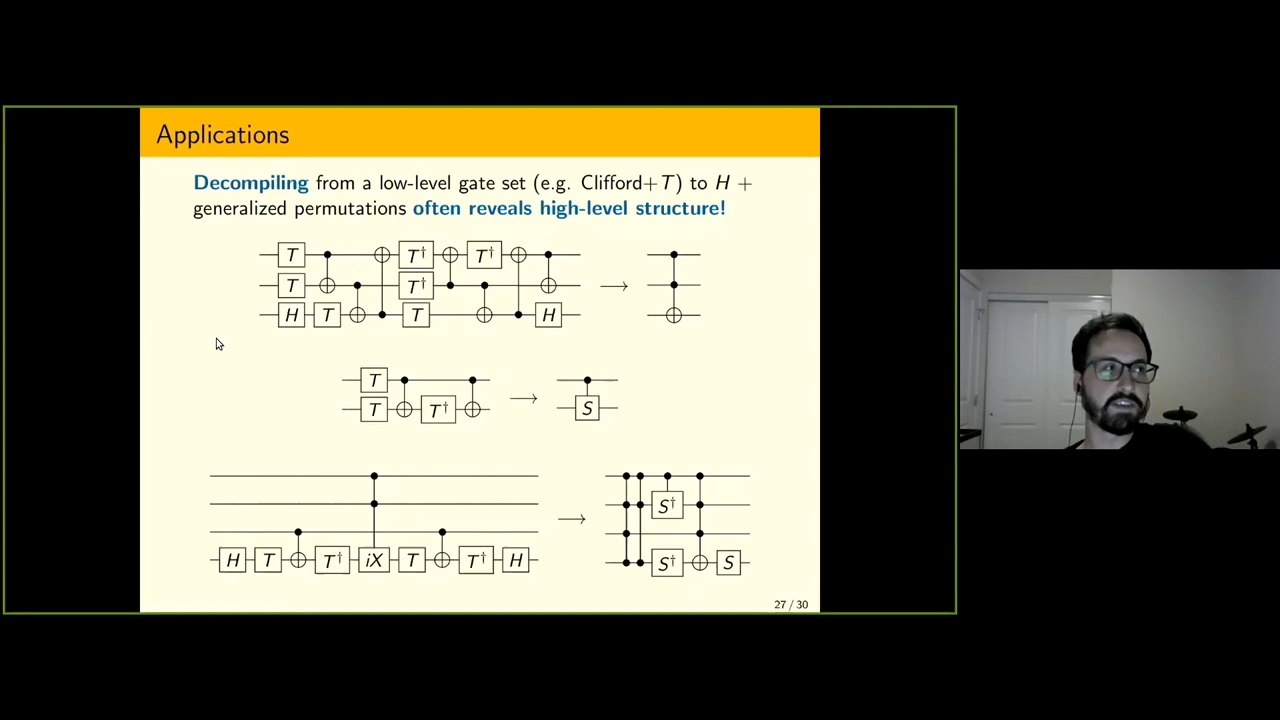 Applications
Decompiling from a low-level gate set (e.g. Clifford+T) to H +
generalized permutations often reveals high-level structure!
T T† T†
T T† →
H T T H
T
T T† → S
→ S†
H T T† iX T T† H S† S
27 / 30